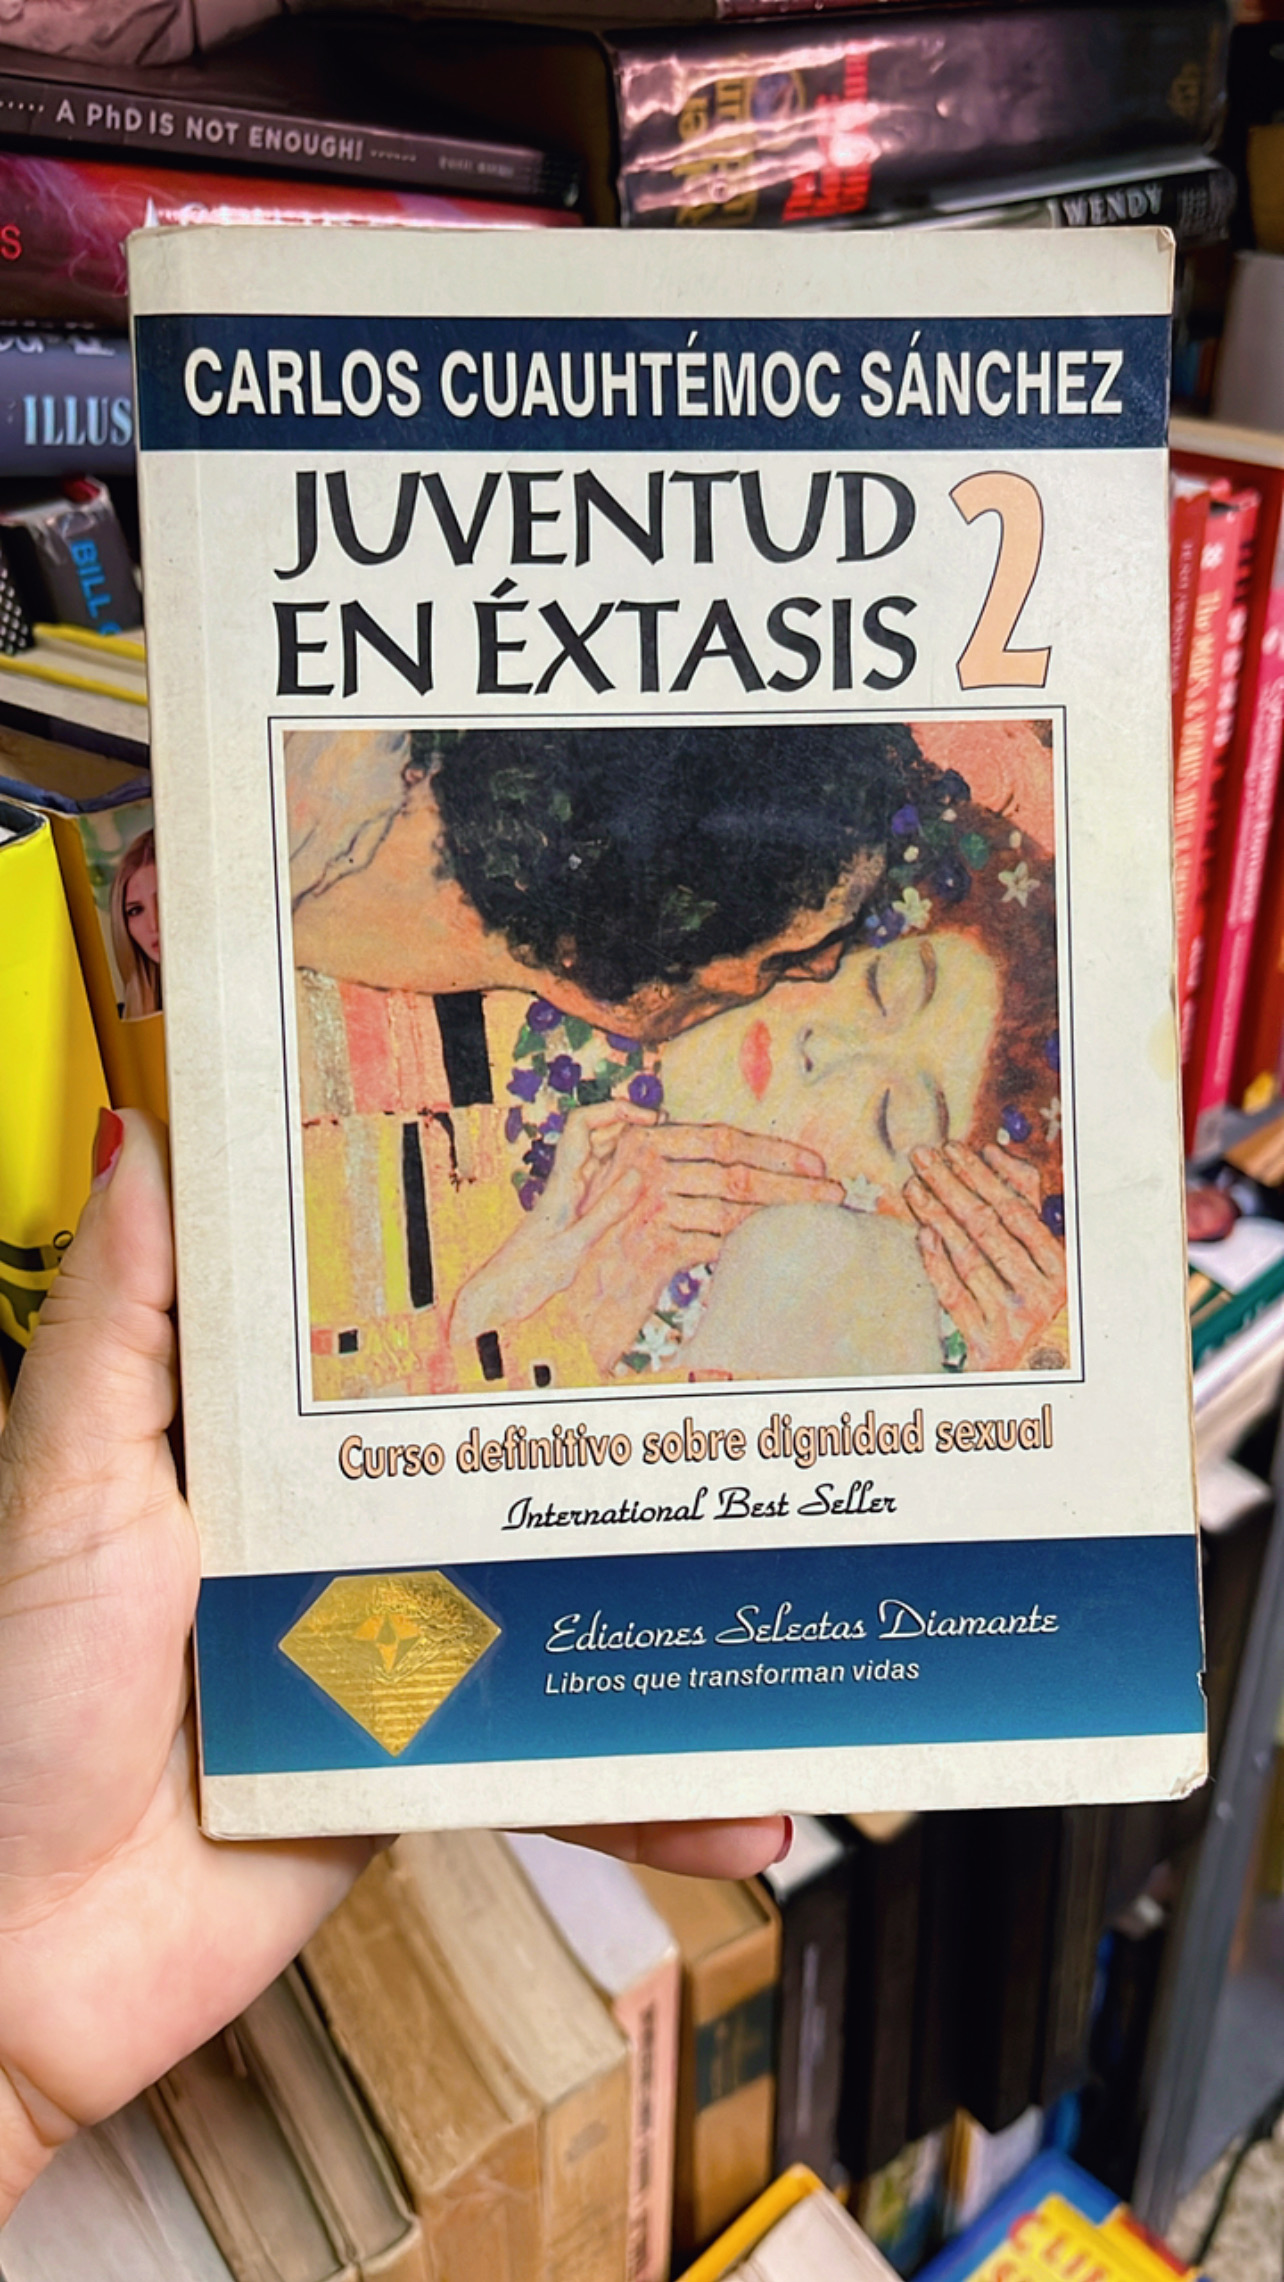 A PhD IS NOT ENOUGH!
WENDY
S
ILLUS
BILL
CARLOS CUAUHTÉMOC SÁNCHEZ
JUVENTUD
EN ÉXTASIS 2
Curso definitivo sobre dignidad sexual
International Best Seller
Ediciones Selectas Diamante
Libros que transforman vidas